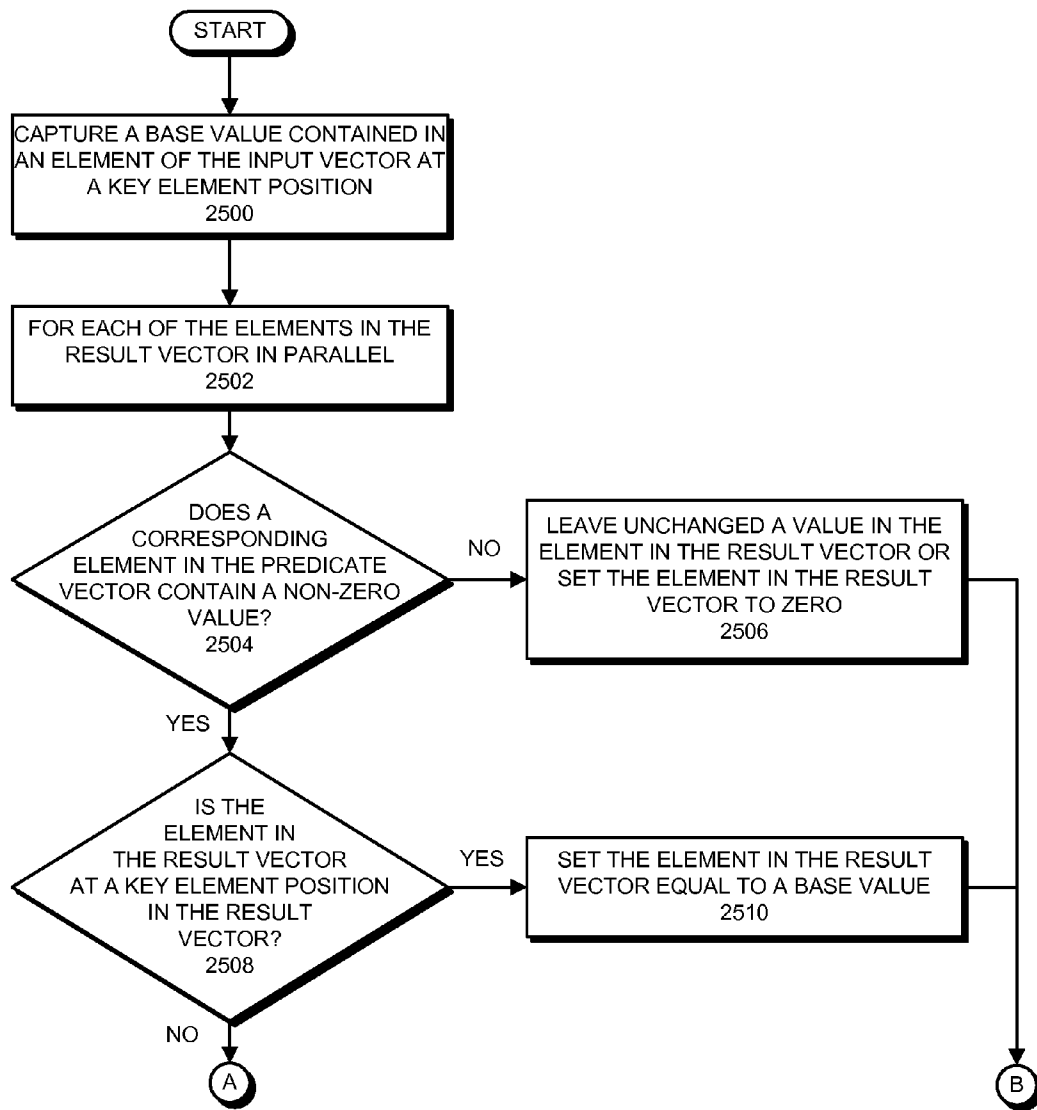 START
CAPTURE A BASE VALUE CONTAINED IN
AN ELEMENT OF THE INPUT VECTOR AT
A KEY ELEMENT POSITION
2500
FOR EACH OF THE ELEMENTS IN THE
RESULT VECTOR IN PARALLEL
2502
DOES A
CORRESPONDING
ELEMENT IN THE PREDICATE
VECTOR CONTAIN A NON-ZERO
VALUE?
2504
NO
LEAVE UNCHANGED A VALUE IN THE
ELEMENT IN THE RESULT VECTOR OR
SET THE ELEMENT IN THE RESULT
VECTOR TO ZERO
2506
YES
IS THE
ELEMENT IN
THE RESULT VECTOR
AT A KEY ELEMENT POSITION
IN THE RESULT
VECTOR?
2508
YES
SET THE ELEMENT IN THE RESULT
VECTOR EQUAL TO A BASE VALUE
2510
NO
A
B